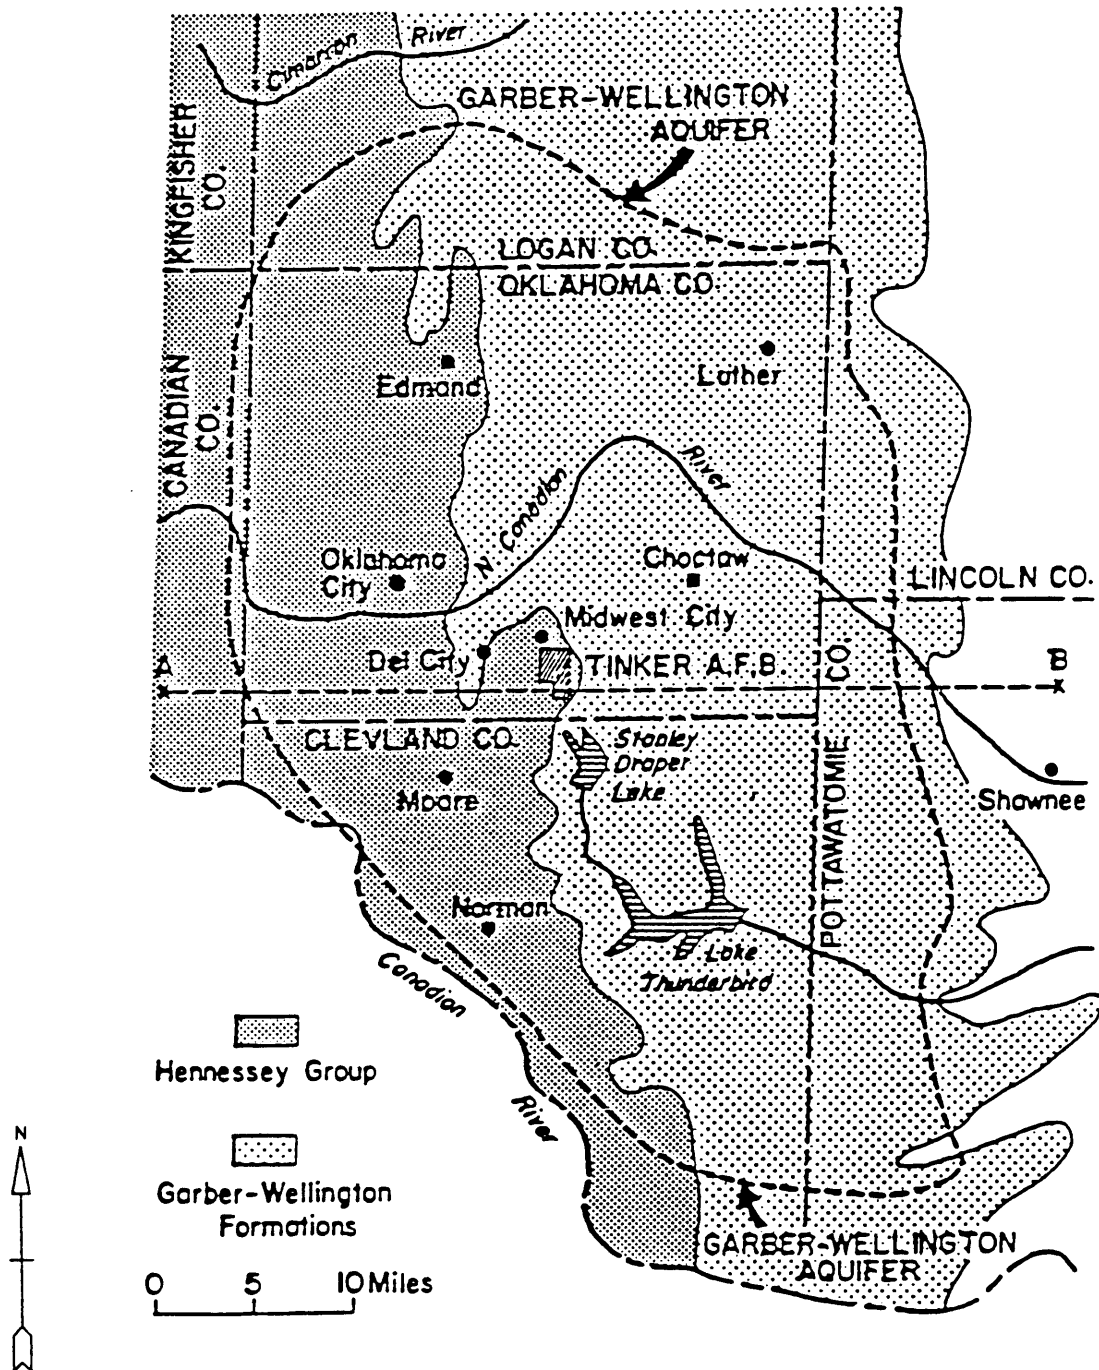 Cimarron River
GARBER-WELLINGTON
AQUIFER
KINGFISHER
CO.
LOGAN CO.
OKLAHOMA CO.
CANADIAN
CO.
Edmond
Luther
N Canadian River
Oklahoma
City
Choctaw
LINCOLN CO.
Midwest City
Del City
TINKER A.F.B
A
B
CLEVLAND CO.
Stanley
Draper
Lake
Moore
Shawnee
POTTAWATOMIE CO.
Norman
Lake
Thunderbird
Canadian River
Hennessey Group
N
Garber-Wellington
Formations
GARBER-WELLINGTON
AQUIFER
0 5 10 Miles